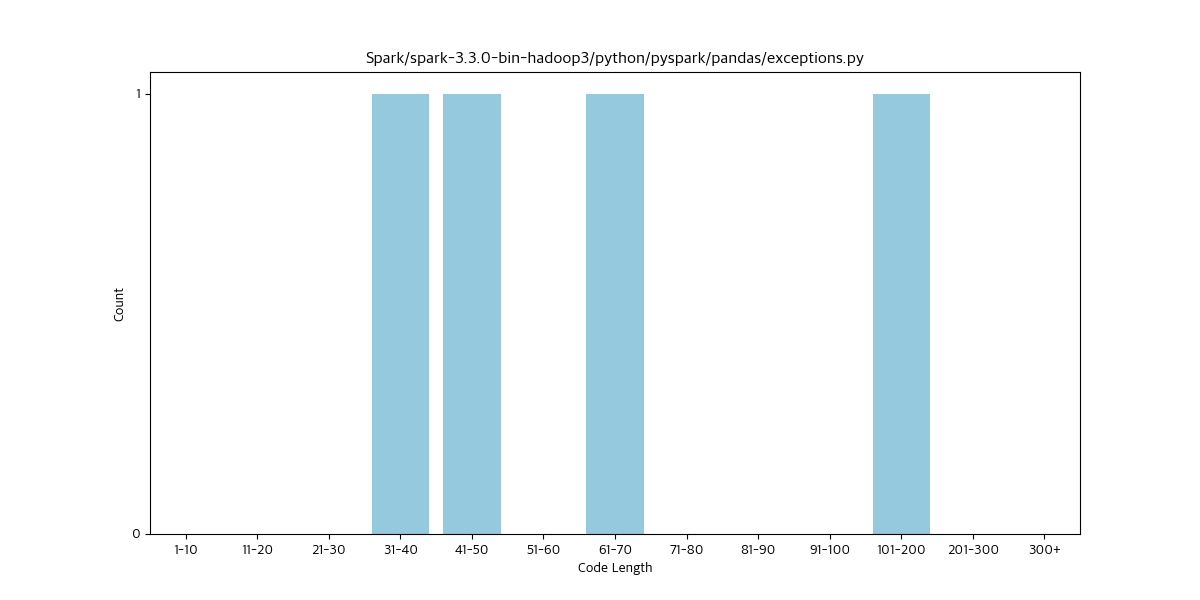 Spark/spark-3.3.0-bin-hadoop3/python/pyspark/pandas/exceptions.py
1
Count
0
1-10 11-20 21-30 31-40 41-50 51-60 61-70 71-80 81-90 91-100 101-200 201-300 300+
Code Length